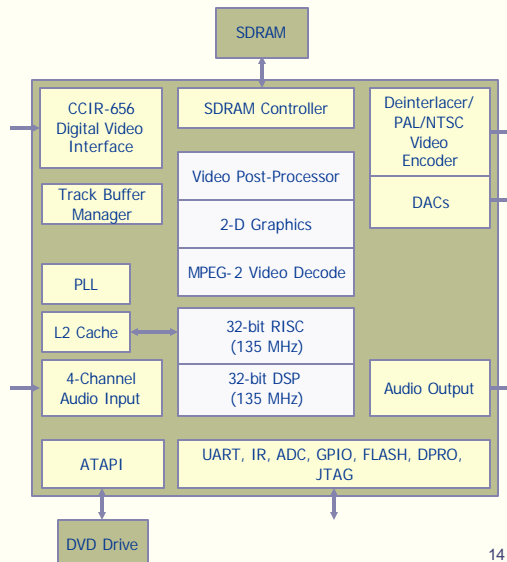 SDRAM
CCIR-656
Digital Video
Interface
SDRAM Controller
Deinterlacer/
PAL/NTSC
Video
Encoder
Video Post-Processor
Track Buffer
Manager
DACs
2-D Graphics
MPEG-2 Video Decode
PLL
L2 Cache
32-bit RISC
(135 MHz)
4-Channel
Audio Input
32-bit DSP
(135 MHz)
Audio Output
ATAPI
UART, IR, ADC, GPIO, FLASH, DPRO,
JTAG
DVD Drive
14